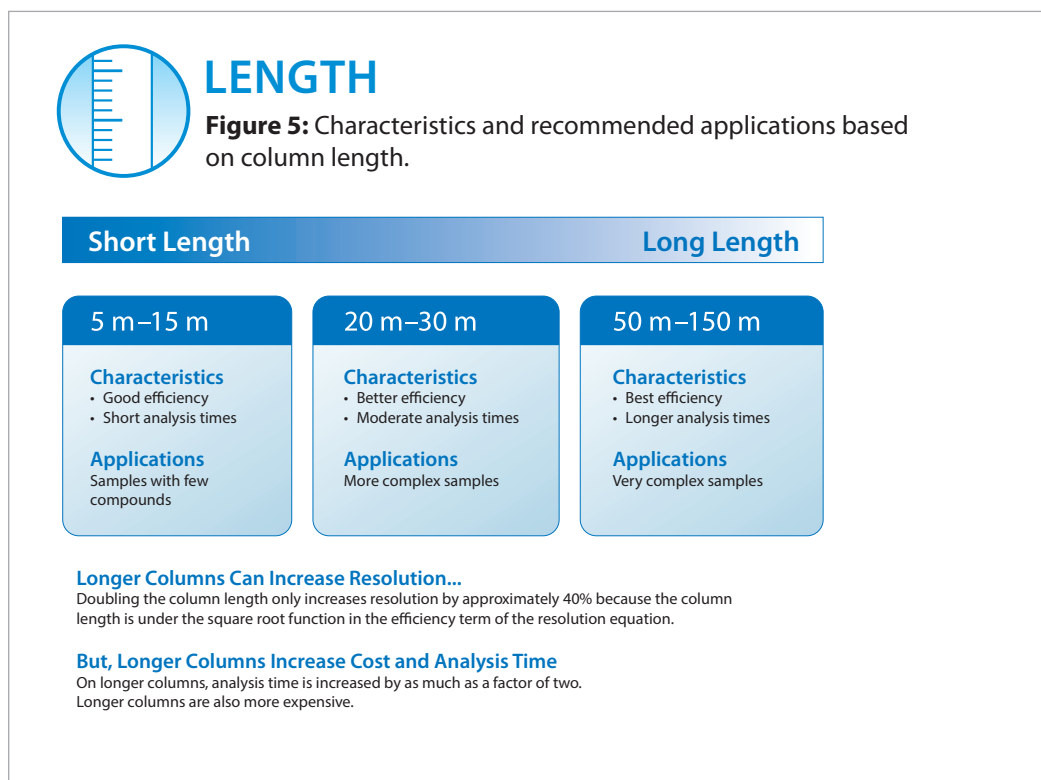 LENGTH
Figure 5: Characteristics and recommended applications based
on column length.
Short Length
Long Length
5 m–15 m
Characteristics
• Good efficiency
• Short analysis times
Applications
Samples with few
compounds
20 m–30 m
Characteristics
• Better efficiency
• Moderate analysis times
Applications
More complex samples
50 m–150 m
Characteristics
• Best efficiency
• Longer analysis times
Applications
Very complex samples
Longer Columns Can Increase Resolution...
Doubling the column length only increases resolution by approximately 40% because the column
length is under the square root function in the efficiency term of the resolution equation.
But, Longer Columns Increase Cost and Analysis Time
On longer columns, analysis time is increased by as much as a factor of two.
Longer columns are also more expensive.